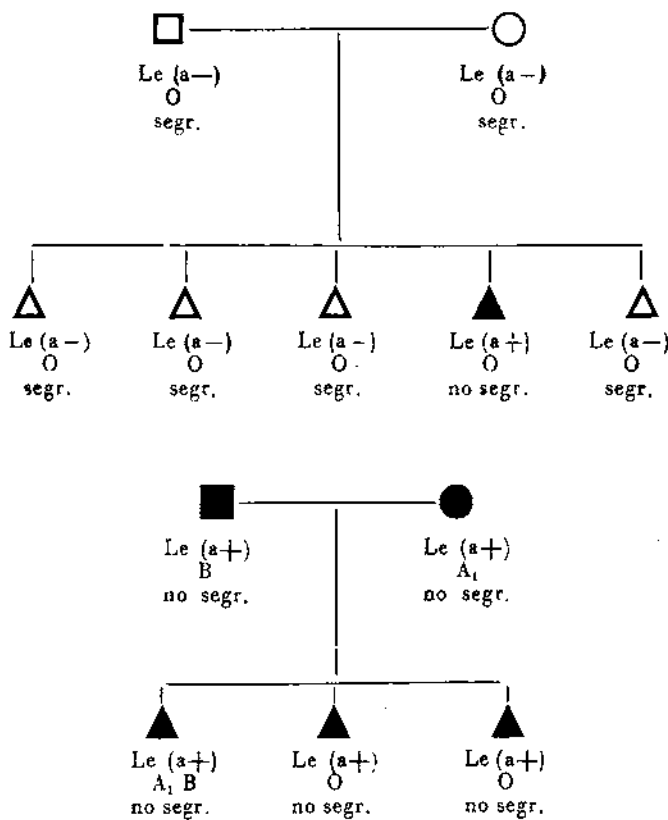 Le (a—) Le (a-)
O O
segr. segr.
Le (a-) Le (a—) Le (a-) Le (a+) Le (a—)
O O O O O
segr. segr. segr. no segr. segr.
Le (a+) Le (a+)
B A₁
no segr. no segr.
Le (a+) Le (a+) Le (a+)
A₁ B O O
no segr. no segr. no segr.